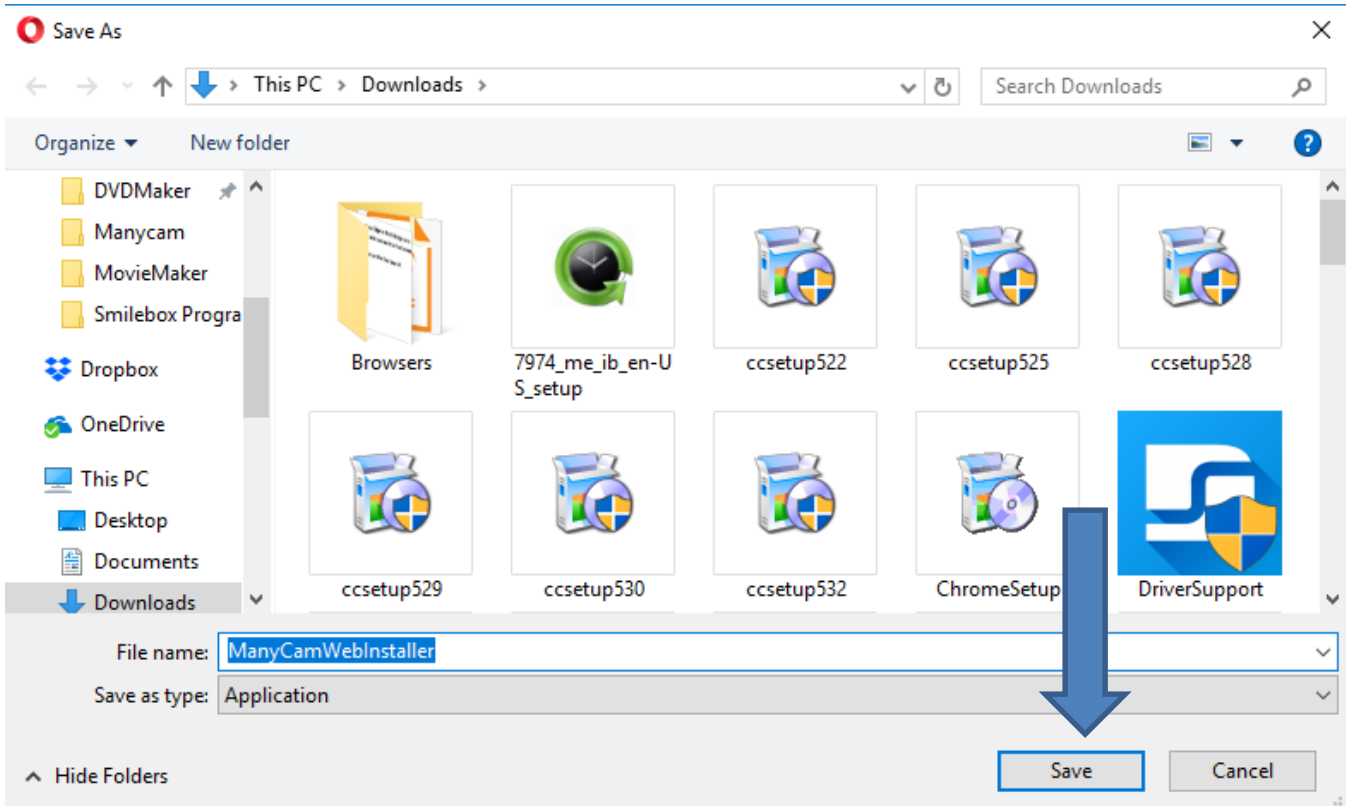 Save As
This PC > Downloads >
Search Downloads
Organize
New folder
DVDMaker
Manycam
MovieMaker
Smilebox Progra
Dropbox
OneDrive
This PC
Desktop
Documents
Downloads
Browsers
7974_me_ib_en-U
S_setup
ccsetup522
ccsetup525
ccsetup528
ccsetup529
ccsetup530
ccsetup532
ChromeSetup
DriverSupport
File name: ManyCamWebInstaller
Save as type: Application
Hide Folders
Save
Cancel